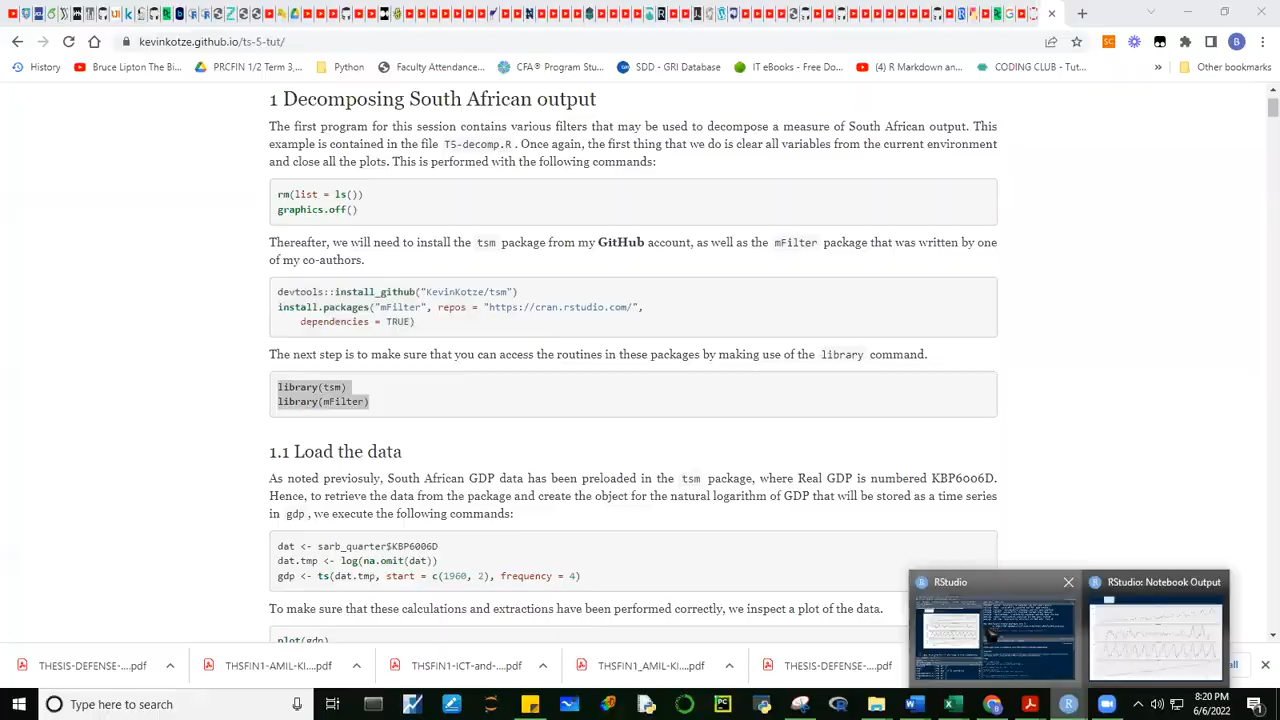 kevinkotze.github.io/ts-5-tut/
B
History
Bruce Lipton The Bi...
PRCFIN 1/2 Term 3,...
Python
Faculty Attendance...
CFA® Program Stu...
SDD - GRI Database
IT eBooks - Free Do...
(4) R Markdown an...
CODING CLUB - Tut...
»
Other bookmarks
1 Decomposing South African output
The first program for this session contains various filters that may be used to decompose a measure of South African output. This
example is contained in the file T5-decomp.R . Once again, the first thing that we do is clear all variables from the current environment
and close all the plots. This is performed with the following commands:
rm(list = ls())
graphics.off()
Thereafter, we will need to install the tsm package from my GitHub account, as well as the mFilter package that was written by one
of my co-authors.
devtools::install_github("KevinKotze/tsm")
install.packages("mFilter", repos = "https://cran.rstudio.com/",
dependencies = TRUE)
The next step is to make sure that you can access the routines in these packages by making use of the library command.
library(tsm)
library(mFilter)
1.1 Load the data
As noted previosuly, South African GDP data has been preloaded in the tsm package, where Real GDP is numbered KBP6006D.
Hence, to retrieve the data from the package and create the object for the natural logarithm of GDP that will be stored as a time series
in gdp , we execute the following commands:
dat <- sarb_quarter$KBP6006D
dat.tmp <- log(na.omit(dat))
gdp <- ts(dat.tmp, start = c(1960, 2), frequency = 4)
To make sure that these calculations and extractions have been performed correctly, we inspect a plot of the data.
RStudio
RStudio: Notebook Output
THESIS-DEFENSE-....pdf
THSFIN1_ICT-and-....pdf
THESIS-DEFENSE-....pdf
Type here to search
8:20 PM
6/6/2022